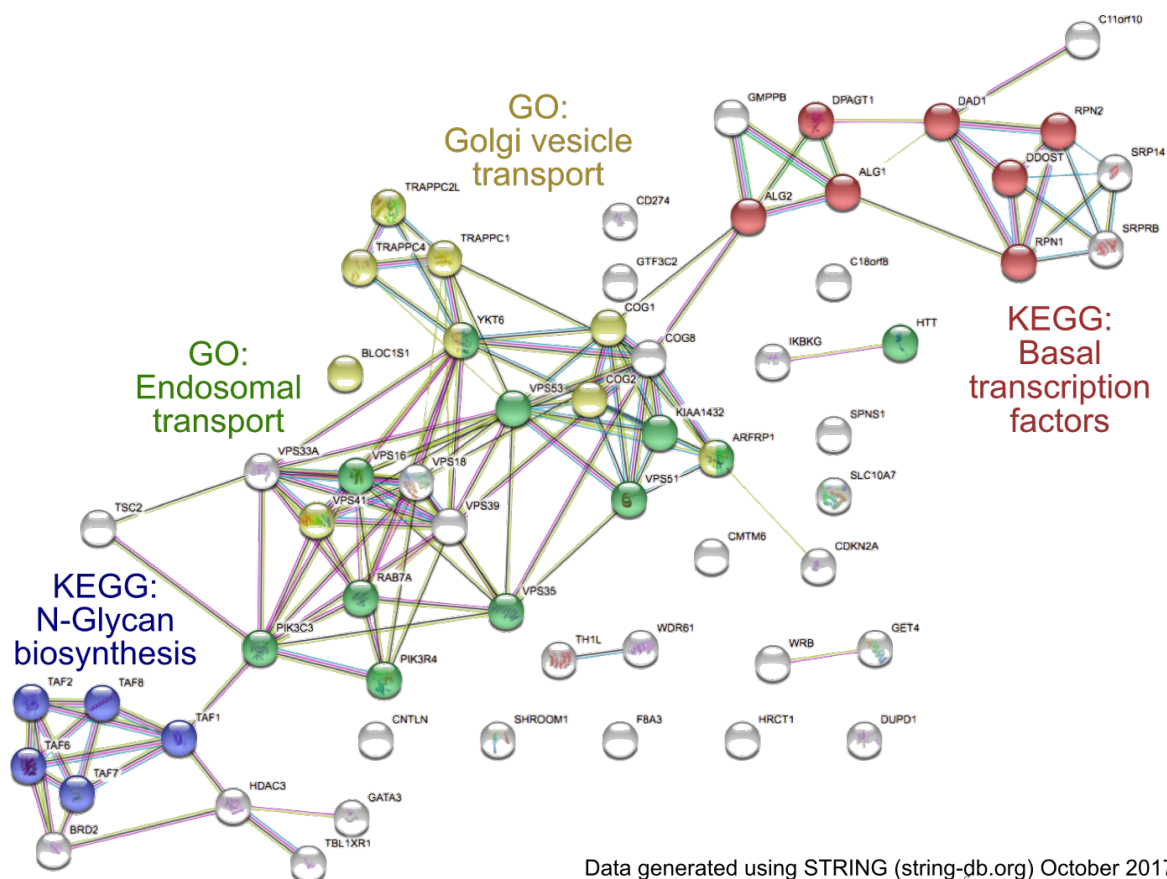 C11orf10
GO:
Golgi vesicle
transport
GMPPB
DPAGT1
DAD1
RPN2
SRP14
DDOST
ALG1
ALG2
RPN1
SRPRB
TRAPPC2L
CD274
TRAPPC4
TRAPPC1
GTF3C2
C18orf8
COG1
YKT6
COG8
IKBKG
HTT
KEGG:
Basal
transcription
factors
BLOC1S1
GO:
Endosomal
transport
VPS53
COG2
KIAA1432
ARFRP1
SPNS1
VPS33A
VPS16
VPS18
VPS51
SLC10A7
VPS41
VPS39
TSC2
CMTM6
CDKN2A
RAB7A
VPS35
KEGG:
N-Glycan
biosynthesis
PIK3C3
PIK3R4
TH1L
WDR61
WRB
GET4
TAF2
TAF8
TAF1
CNTLN
SHROOM1
F8A3
HRCT1
DUPD1
TAF6
TAF7
HDAC3
GATA3
BRD2
TBL1XR1
Data generated using STRING (string-db.org) October 2017